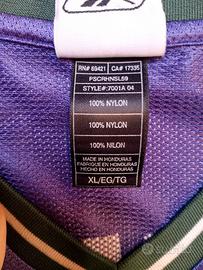 RN# 69421 CA# 17335
PSCRHNSL59
STYLE#:7001A 04
100% NYLON
100% NYLON
100% NILON
MADE IN HONDURAS
FABRIQUÉ EN HONDURAS
HECHO EN HONDURAS
XL/EG/TG